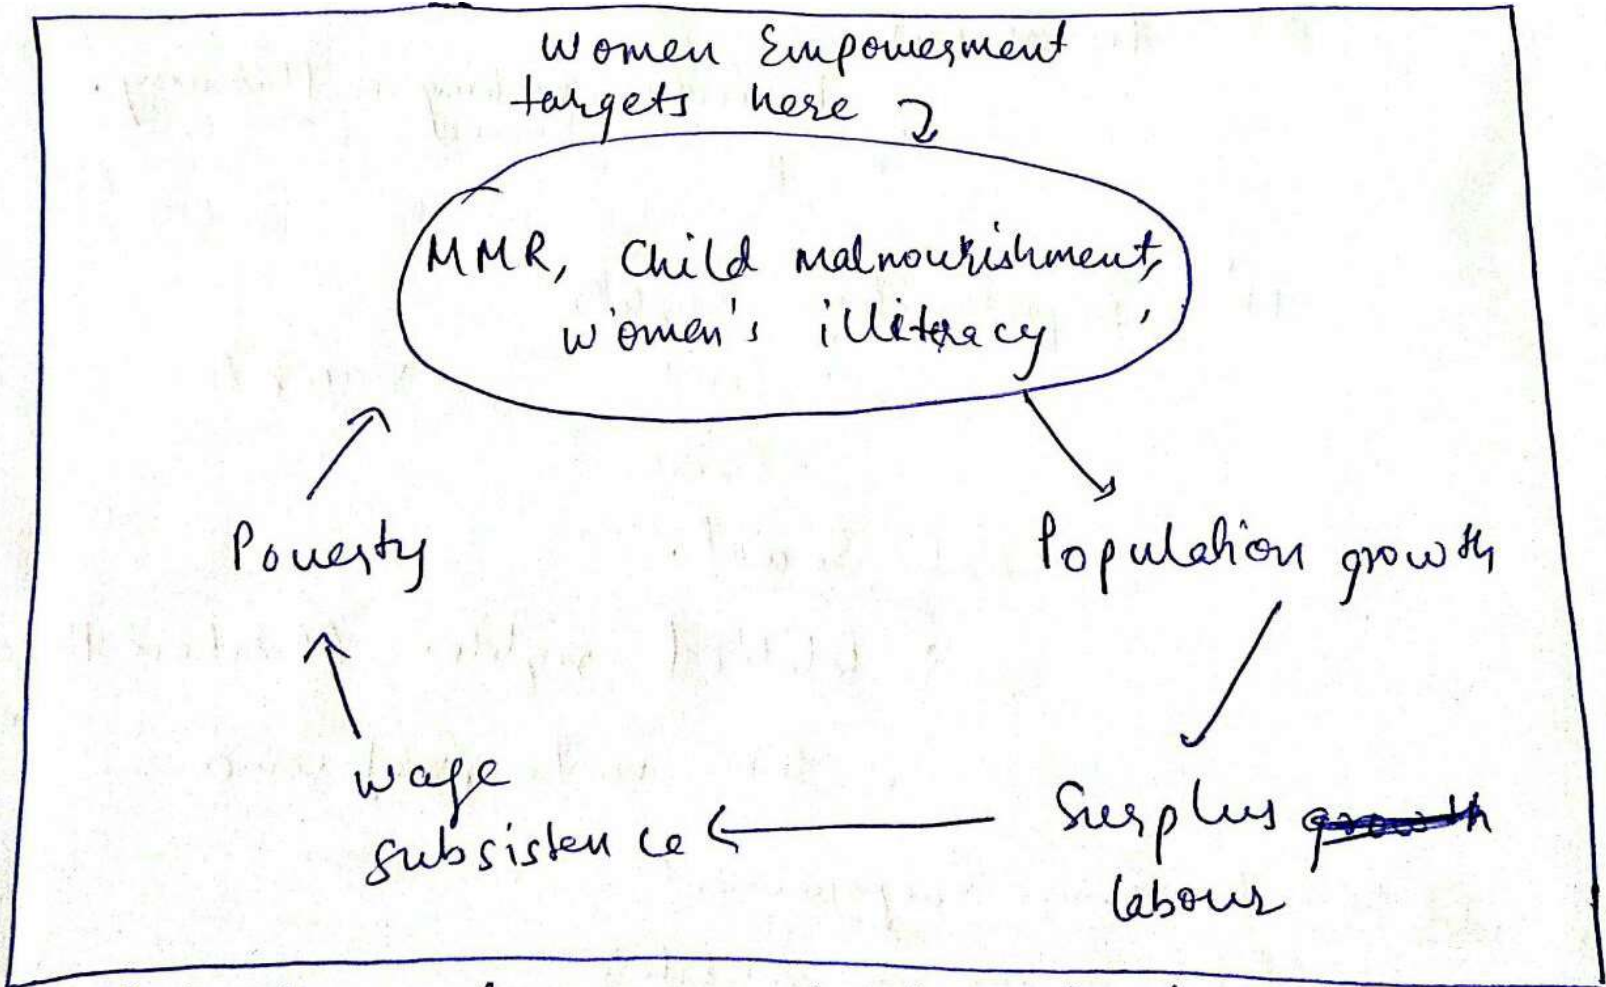 Women Empowerment
targets here
MMR, Child malnourishment,
women's illiteracy
Poverty
Population growth
wage
subsistence
Surplus growth
labour